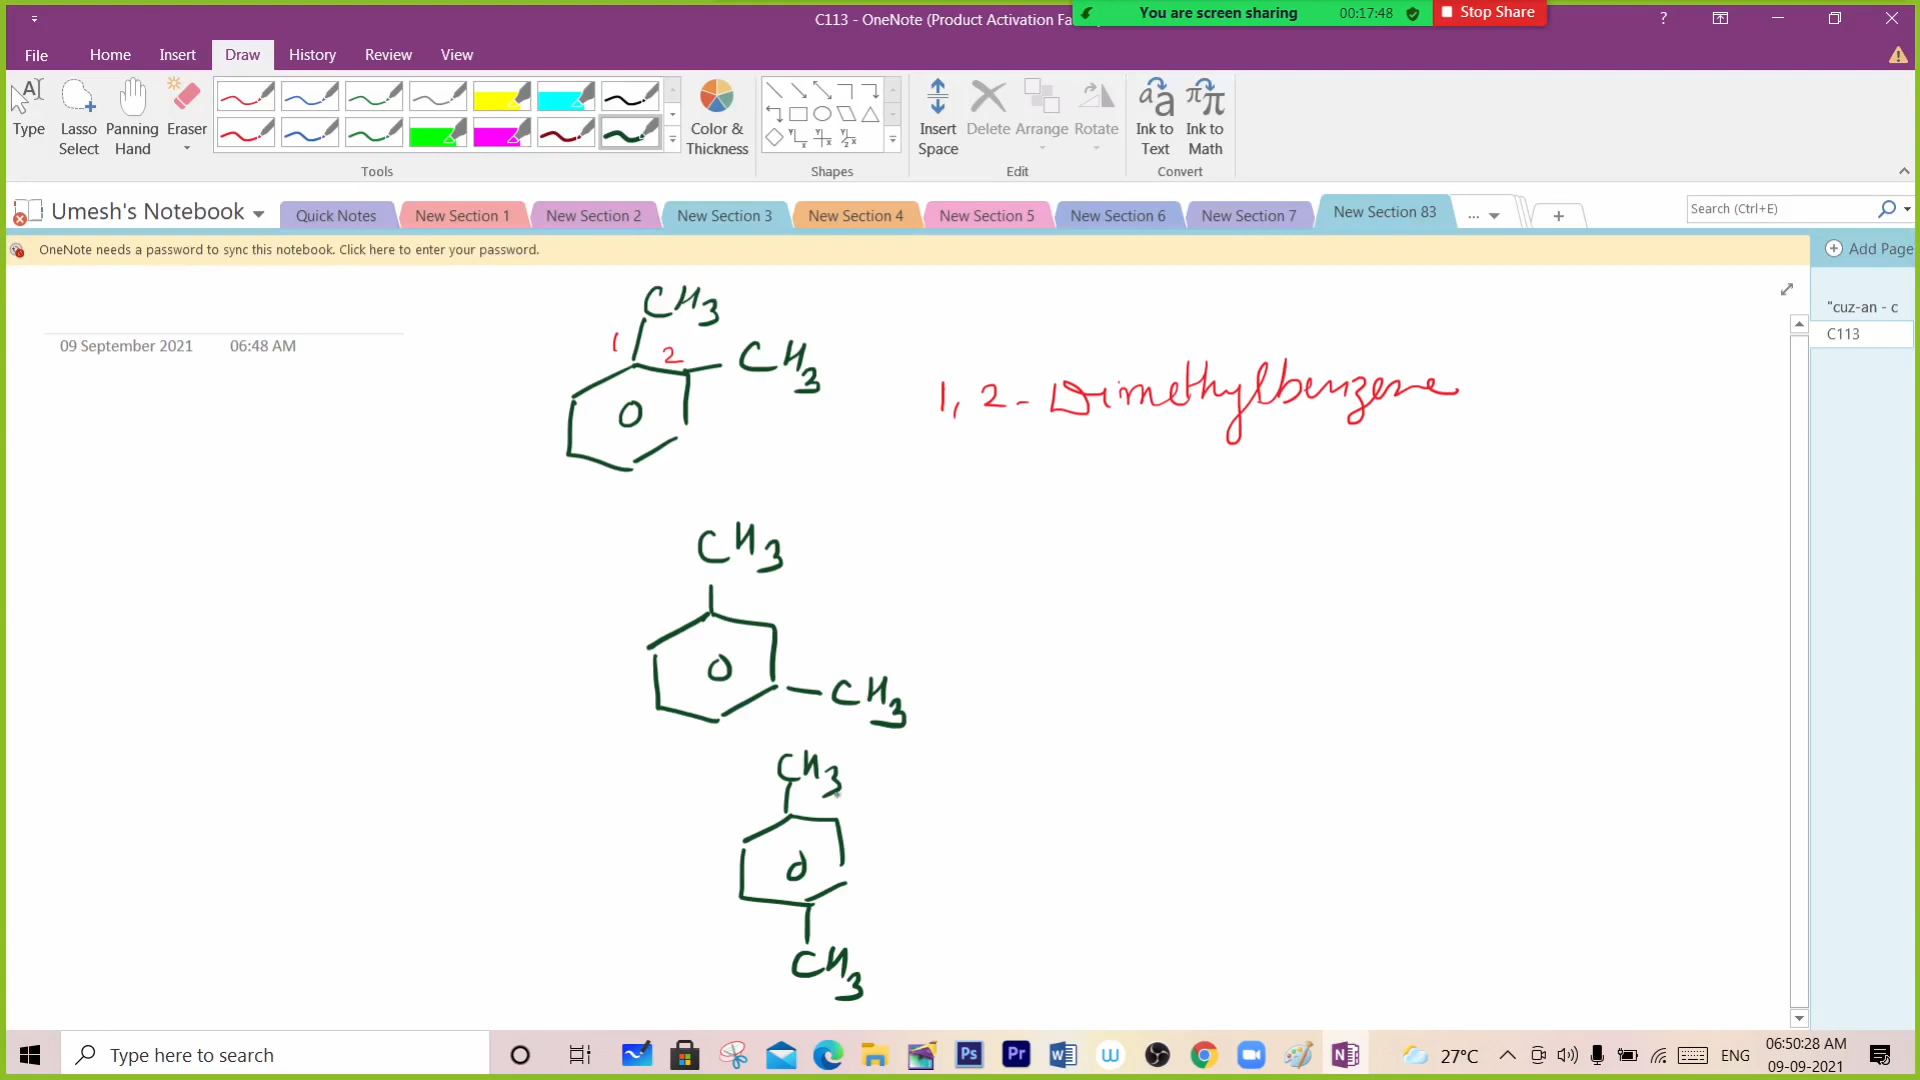 C113 - OneNote (Product Activation Fa
You are screen sharing
00:17:48
Stop Share
?
File
Home
Insert
Draw
History
Review
View
Type
Lasso Select
Panning Hand
Eraser
Color & Thickness
Insert Space
Delete
Arrange
Rotate
Ink to Text
Ink to Math
Tools
Shapes
Edit
Convert
Umesh's Notebook
Quick Notes
New Section 1
New Section 2
New Section 3
New Section 4
New Section 5
New Section 6
New Section 7
New Section 83
...
Search (Ctrl+E)
OneNote needs a password to sync this notebook. Click here to enter your password.
Add Page
"cuz-an - c
C113
09 September 2021
06:48 AM
CH3
1
2
CH3
1, 2 - Dimethylbenzene
CH3
CH3
CH3
CH3
Type here to search
27°C
ENG
06:50:28 AM
09-09-2021